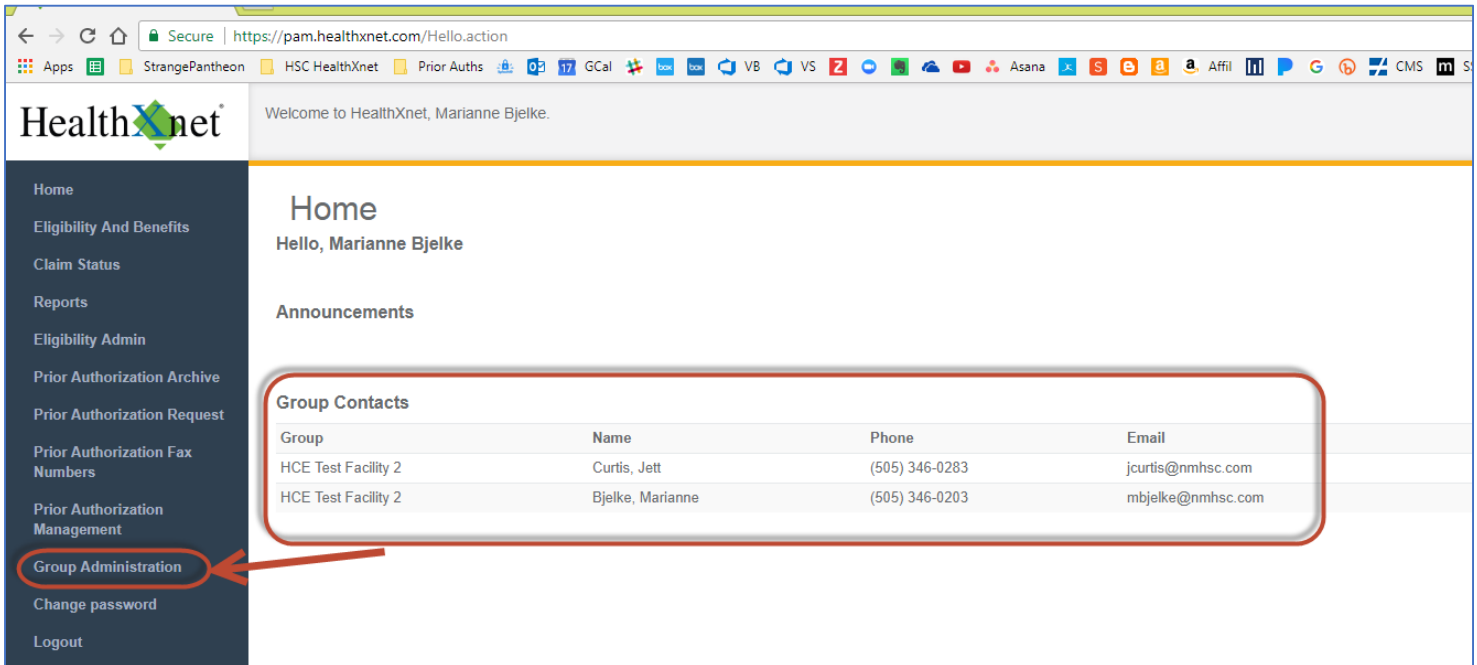 Secure | https://pam.healthxnet.com/Hello.action
Apps StrangePantheon HSC HealthXnet Prior Auths 17 GCal box box VB VS Z Asana S a a Affil G CMS m
HealthXnet
Welcome to HealthXnet, Marianne Bjelke.
Home
Eligibility And Benefits
Claim Status
Reports
Eligibility Admin
Prior Authorization Archive
Prior Authorization Request
Prior Authorization Fax
Numbers
Prior Authorization
Management
Group Administration
Change password
Logout
Home
Hello, Marianne Bjelke
Announcements
Group Contacts
Group Name Phone Email
HCE Test Facility 2 Curtis, Jett (505) 346-0283 jcurtis@nmhsc.com
HCE Test Facility 2 Bjelke, Marianne (505) 346-0203 mbjelke@nmhsc.com